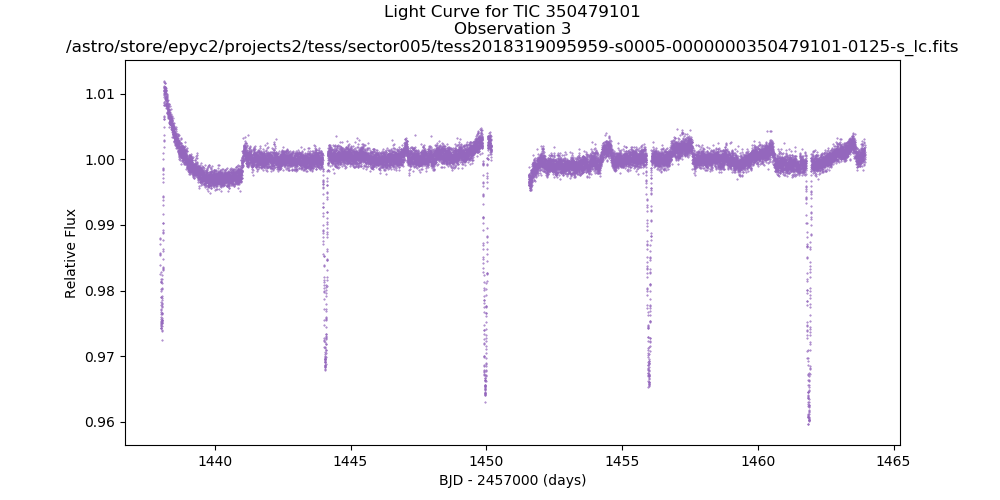 Light Curve for TIC 350479101
Observation 3
/astro/store/epyc2/projects2/tess/sector005/tess2018319095959-s0005-0000000350479101-0125-s_lc.fits
1.01
1.00
0.99
0.98
0.97
0.96
Relative Flux
1440
1445
1450
1455
1460
1465
BJD - 2457000 (days)